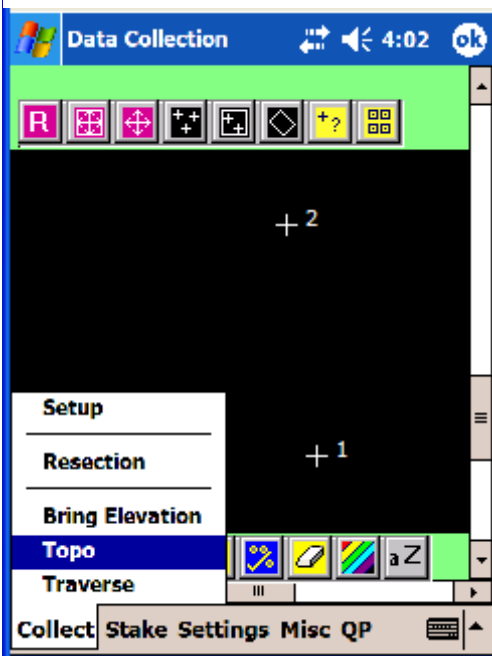 Data Collection 4:02 ok
R +?
2
Setup
Resection
1
Bring Elevation
Topo
aZ
Traverse
Collect Stake Settings Misc QP